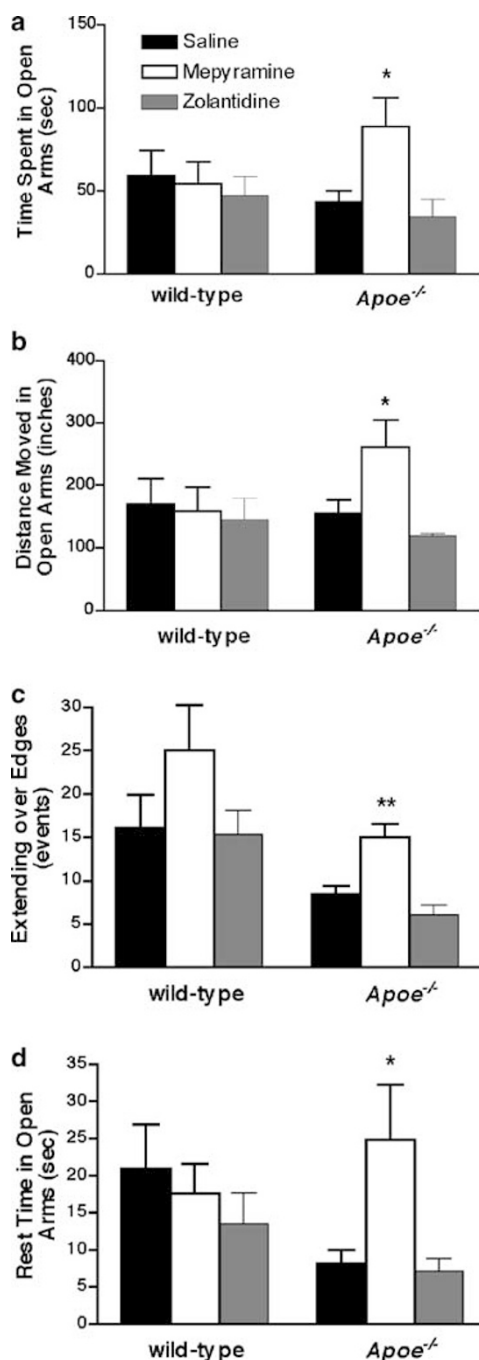 a
Time Spent in Open
Arms (sec)
150
100
50
0
Saline
Mepyramine
Zolantidine
*
wild-type
Apoe-/-
b
Distance Moved in
Open Arms (inches)
400
300
200
100
0
*
wild-type
Apoe-/-
c
Extending over Edges
(events)
30
25
20
15
10
5
0
**
wild-type
Apoe-/-
d
Rest Time in Open
Arms (sec)
35
30
25
20
15
10
5
0
*
wild-type
Apoe-/-